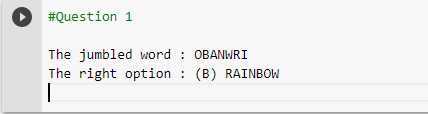 #Question 1
The jumbled word : OBANWRI
The right option : (B) RAINBOW